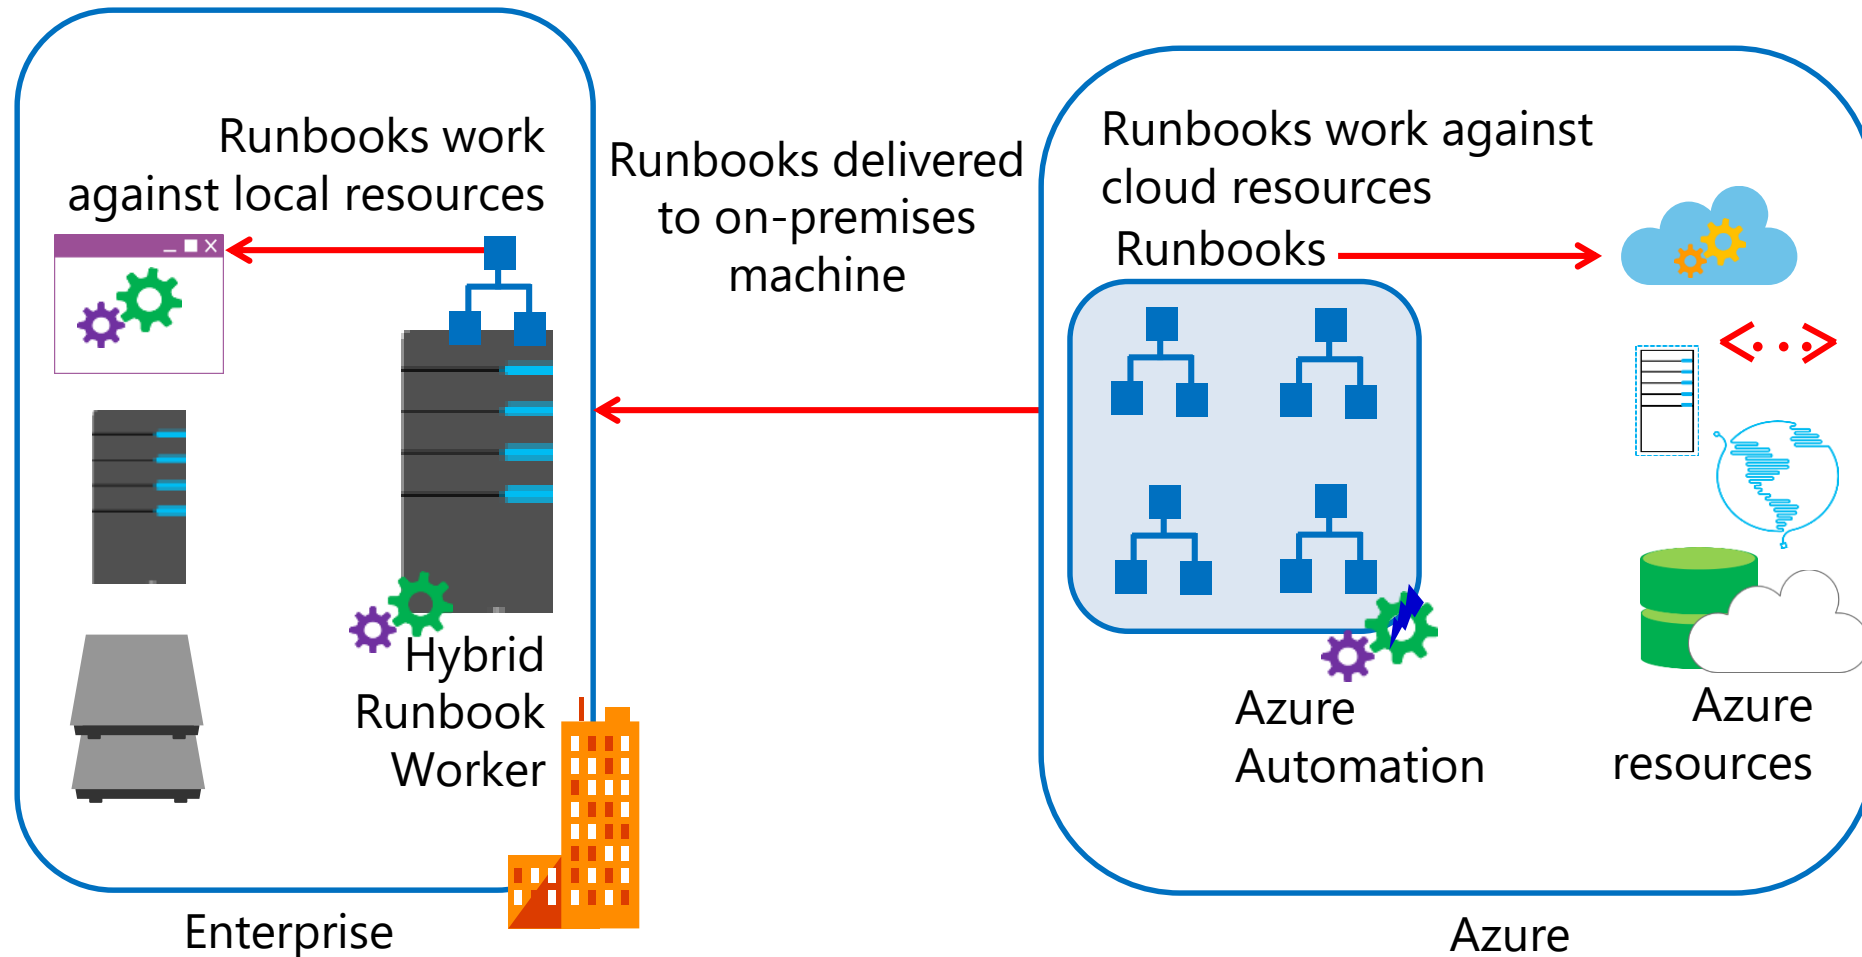 Runbooks work
against local resources
Hybrid
Runbook
Worker
Enterprise
Runbooks delivered
to on-premises
machine
Runbooks work against
cloud resources
Runbooks
Azure
Automation
Azure
resources
Azure